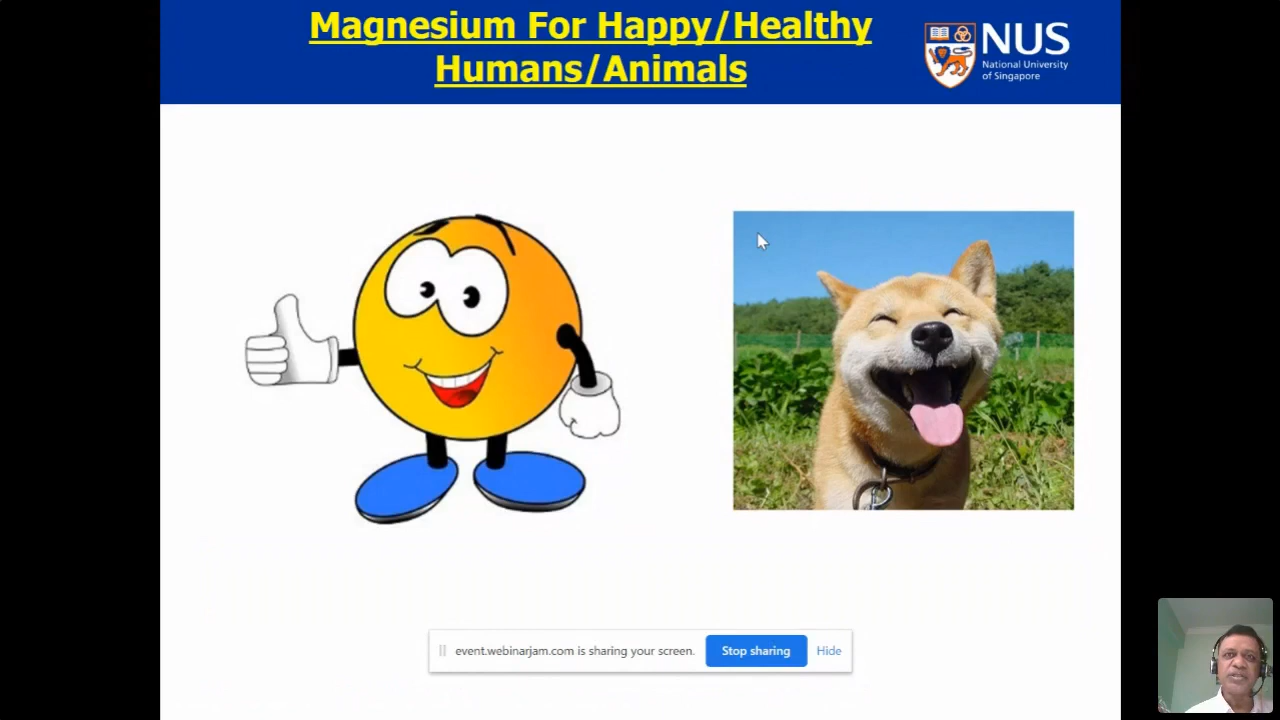 Magnesium For Happy/Healthy
Humans/Animals
NUS
National University
of Singapore
event.webinarjam.com is sharing your screen.
Stop sharing
Hide